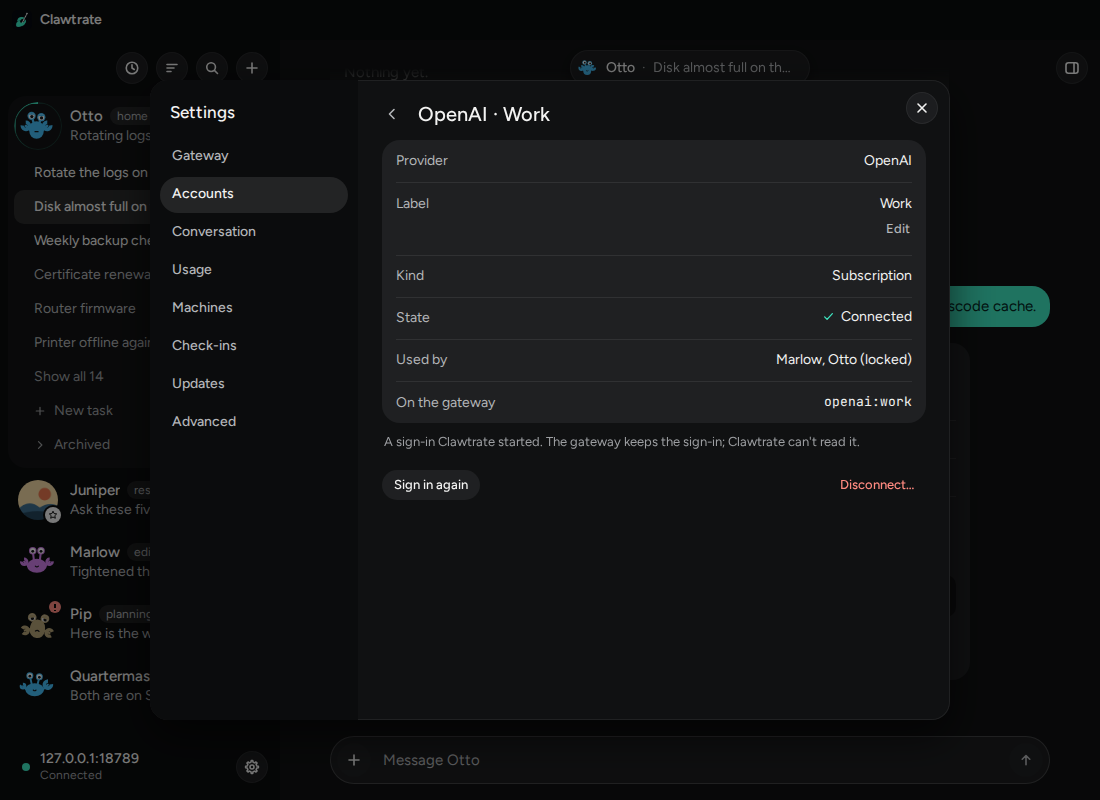 Clawtrate
Nothing yet.
Otto · Disk almost full on th...
Otto home
Rotating logs
Rotate the logs on
Disk almost full on
Weekly backup che
Certificate renewa
Router firmware
Printer offline again
Show all 14
+ New task
Archived
Juniper res
Ask these fiv
Marlow edi
Tightened th
Pip planning
Here is the w
Quartermas
Both are on S
127.0.0.1:18789
Connected
Settings
Gateway
Accounts
Conversation
Usage
Machines
Check-ins
Updates
Advanced
OpenAI · Work
Provider OpenAI
Label Work
Edit
Kind Subscription
State Connected
Used by Marlow, Otto (locked)
On the gateway openai:work
A sign-in Clawtrate started. The gateway keeps the sign-in; Clawtrate can't read it.
Sign in again Disconnect...
scode cache.
Message Otto